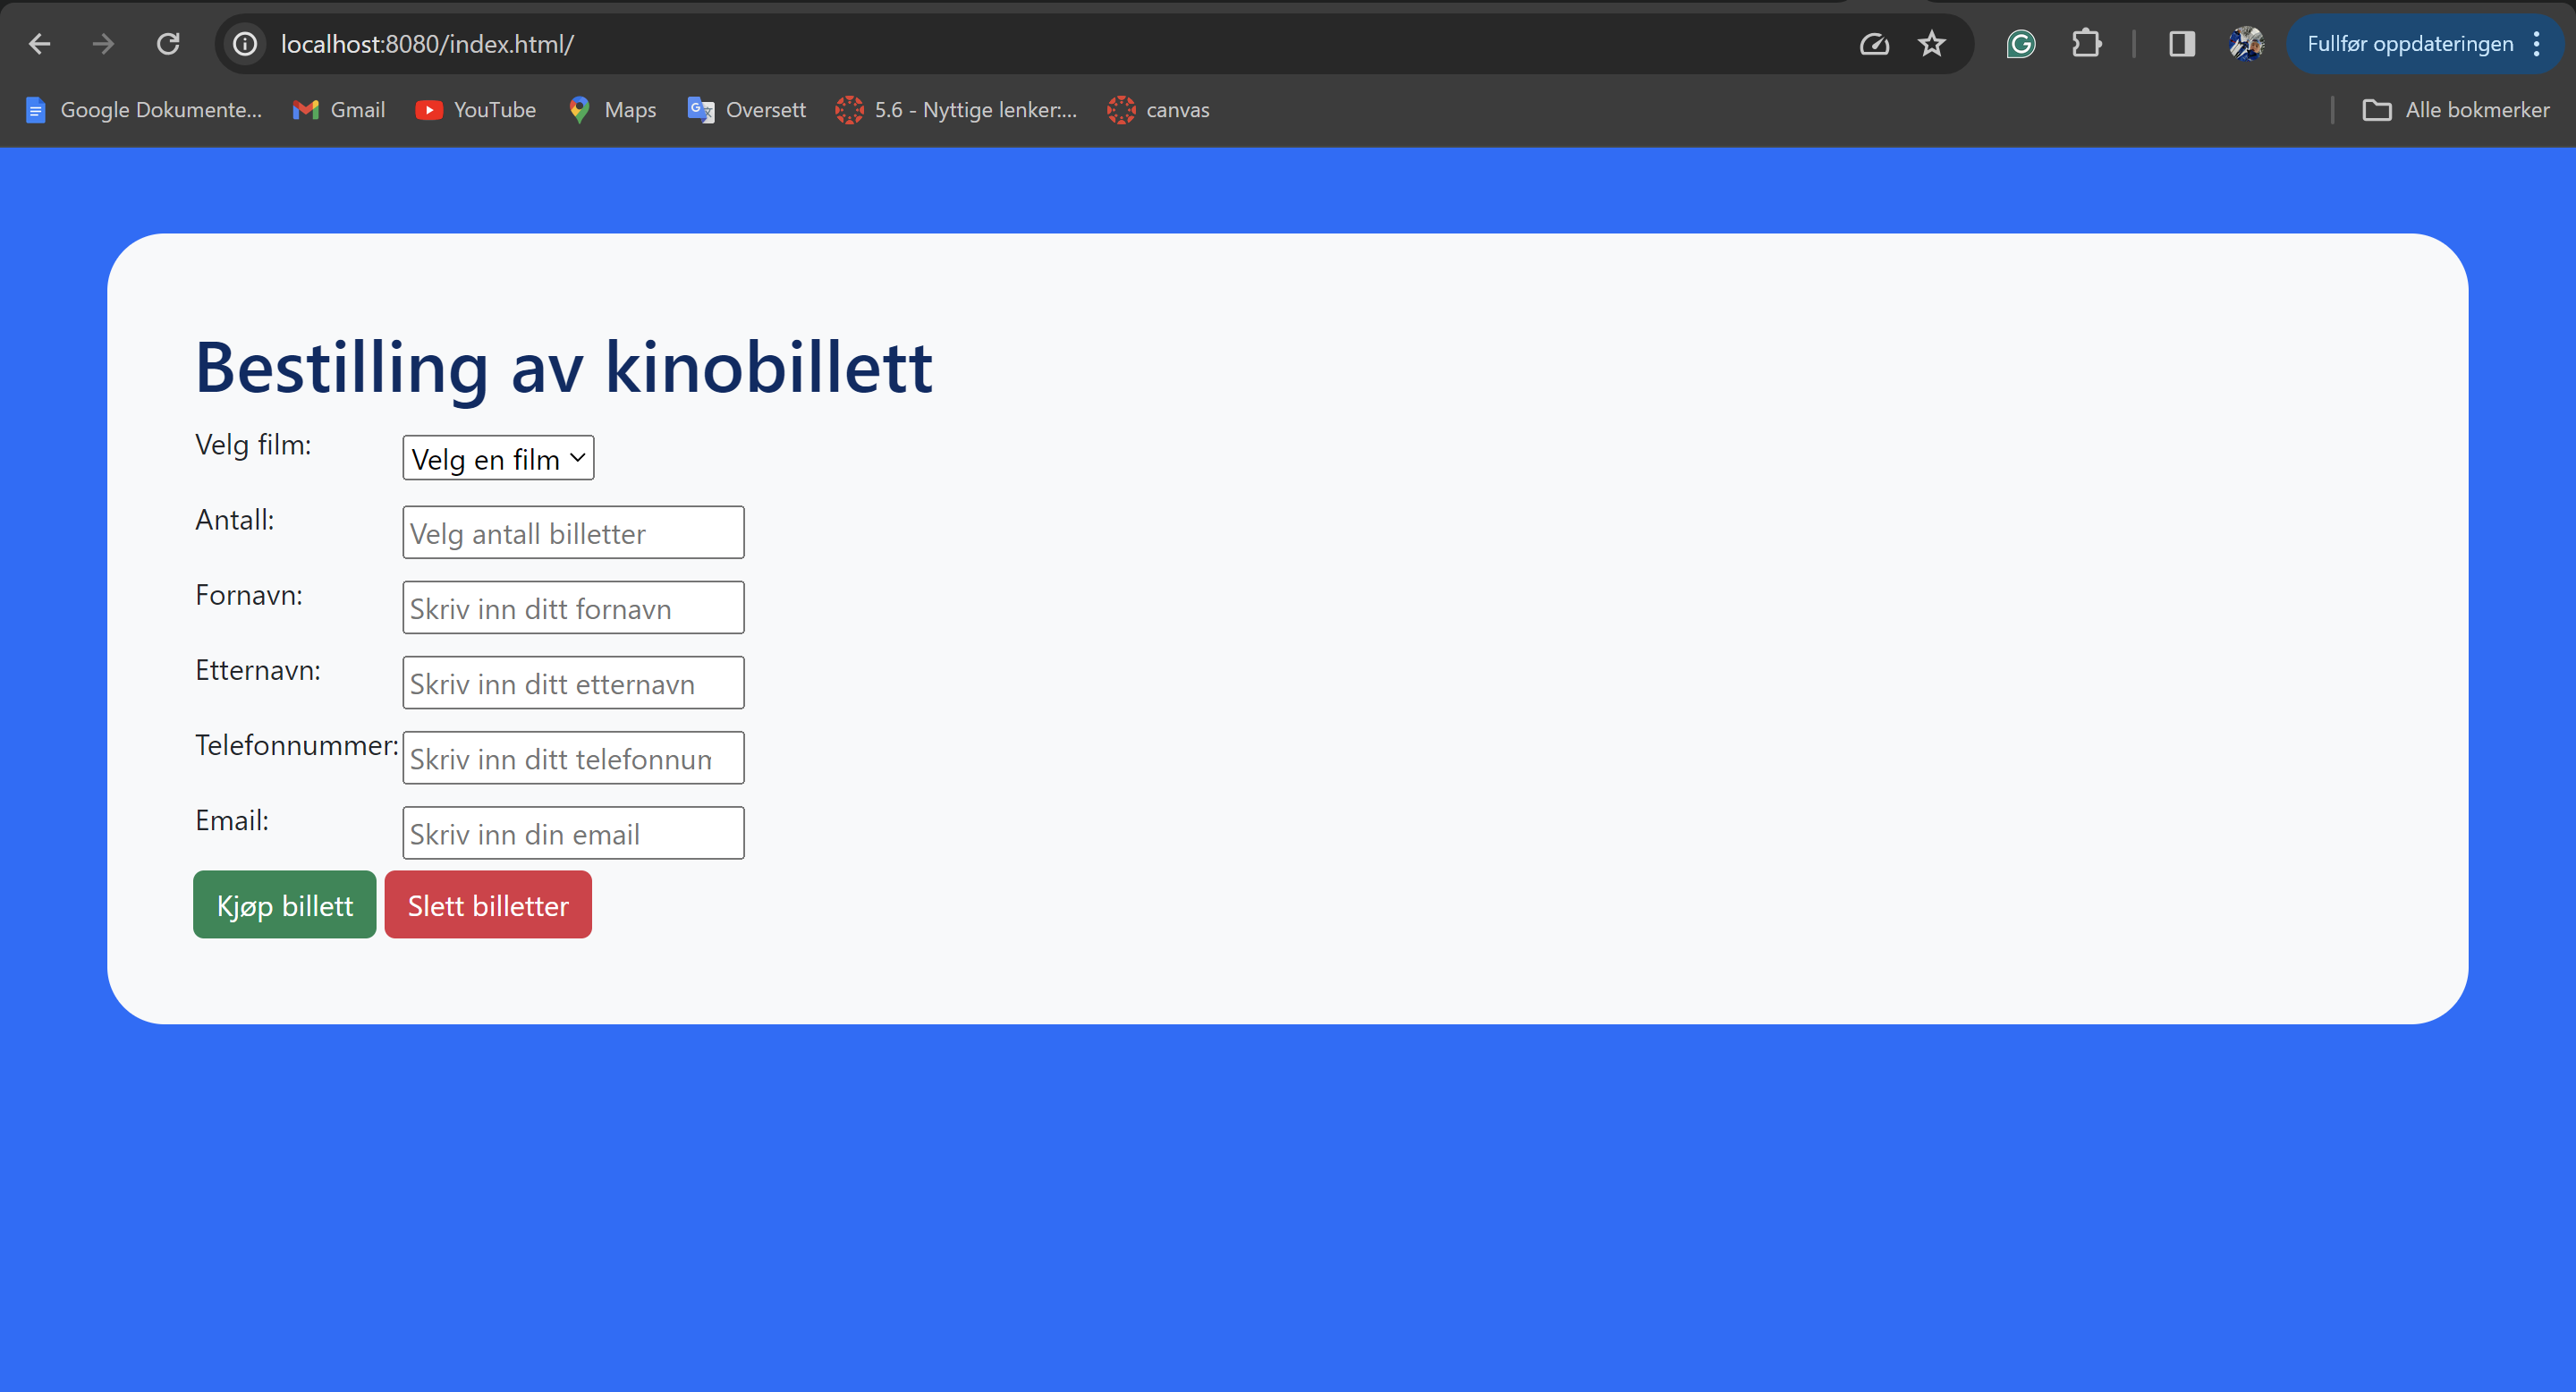 localhost:8080/index.html/
Fullfør oppdateringen
Google Dokumente...
Gmail
YouTube
Maps
Oversett
5.6 - Nyttige lenker:...
canvas
Alle bokmerker
Bestilling av kinobillett
Velg film:
Velg en film
Antall:
Velg antall billetter
Fornavn:
Skriv inn ditt fornavn
Etternavn:
Skriv inn ditt etternavn
Telefonnummer:
Skriv inn ditt telefonnum
Email:
Skriv inn din email
Kjøp billett
Slett billetter